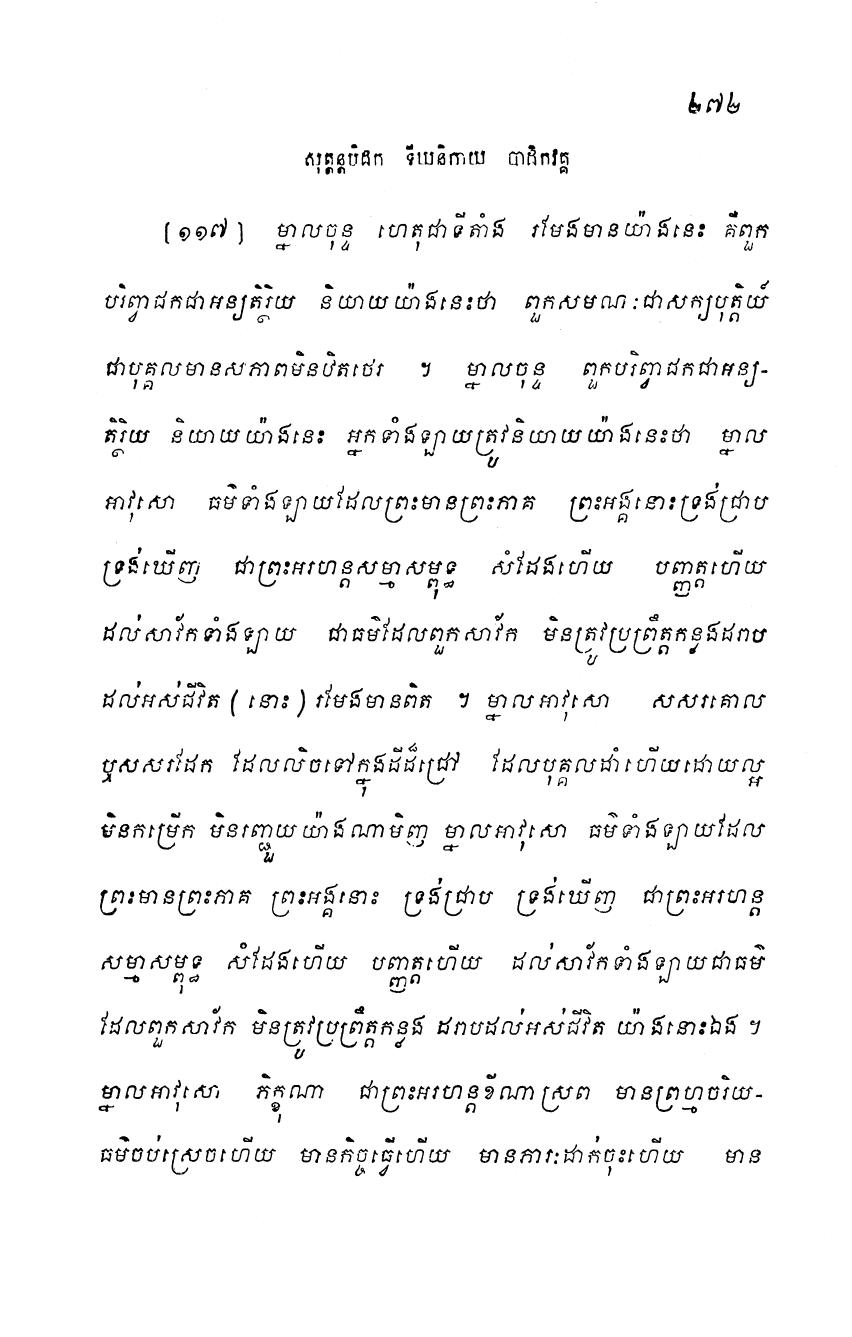 ២៧២
សុត្តន្តបិដក ទីឃនិកាយ បាដិកវគ្គ
[១១៧] ម្នាលចុន្ទ ហេតុជាទីតាំង រមែងមានយ៉ាងនេះ គឺពួក
បរិព្វាជកជាអន្យតិរ្ថិយ និយាយយ៉ាងនេះថា ពួកសមណៈជាសក្យបុត្តិយ៍
ជាបុគ្គលមានសភាពមិនឋិតថេរ ។ ម្នាលចុន្ទ ពួកបរិព្វាជកជាអន្យ-
តិរ្ថិយ និយាយយ៉ាងនេះ អ្នកទាំងឡាយត្រូវនិយាយយ៉ាងនេះថា ម្នាល
អាវុសោ ធម៌ទាំងឡាយដែលព្រះមានព្រះភាគ ព្រះអង្គនោះទ្រង់ជ្រាប
ទ្រង់ឃើញ ជាព្រះអរហន្តសម្មាសម្ពុទ្ធ សំដែងហើយ បញ្ញត្តហើយ
ដល់សាវ័កទាំងឡាយ ជាធម៌ដែលពួកសាវ័ក មិនត្រូវប្រព្រឹត្តកន្លងដរាប
ដល់អស់ជីវិត (នោះ) រមែងមានពិត ។ ម្នាលអាវុសោ សសរគោល
ឬសសរដែក ដែលលិចទៅក្នុងដីដ៏ជ្រៅ ដែលបុគ្គលដាំហើយដោយល្អ
មិនកម្រើក មិនរញ្ជួយយ៉ាងណាមិញ ម្នាលអាវុសោ ធម៌ទាំងឡាយដែល
ព្រះមានព្រះភាគ ព្រះអង្គនោះ ទ្រង់ជ្រាប ទ្រង់ឃើញ ជាព្រះអរហន្ត
សម្មាសម្ពុទ្ធ សំដែងហើយ បញ្ញត្តហើយ ដល់សាវ័កទាំងឡាយជាធម៌
ដែលពួកសាវ័ក មិនត្រូវប្រព្រឹត្តកន្លង ដរាបដល់អស់ជីវិត យ៉ាងនោះឯង ។
ម្នាលអាវុសោ ភិក្ខុណា ជាព្រះអរហន្តខីណាស្រព មានព្រហ្មចរិយ-
ធម៌ចប់ស្រេចហើយ មានកិច្ចធ្វើហើយ មានភារៈដាក់ចុះហើយ មាន